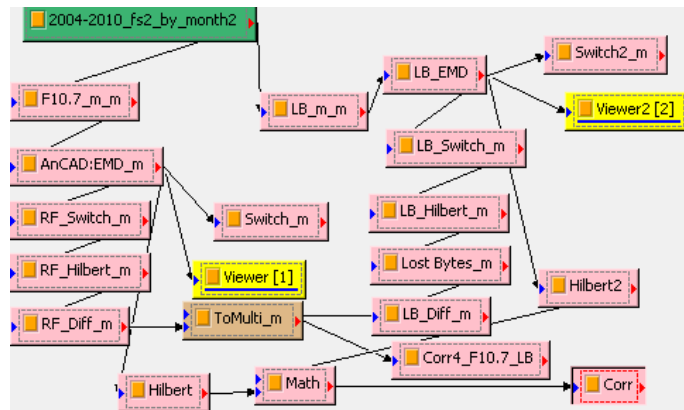 2004-2010_fs2_by_month2
Switch2_m
LB_EMD
F10.7_m_m
LB_m_m
Viewer2 [2]
LB_Switch_m
AnCAD:EMD_m
RF_Switch_m
Switch_m
LB_Hilbert_m
RF_Hilbert_m
Viewer [1]
Lost Bytes_m
Hilbert2
RF_Diff_m
ToMulti_m
LB_Diff_m
Corr4_F10.7_LB
Hilbert
Math
Corr